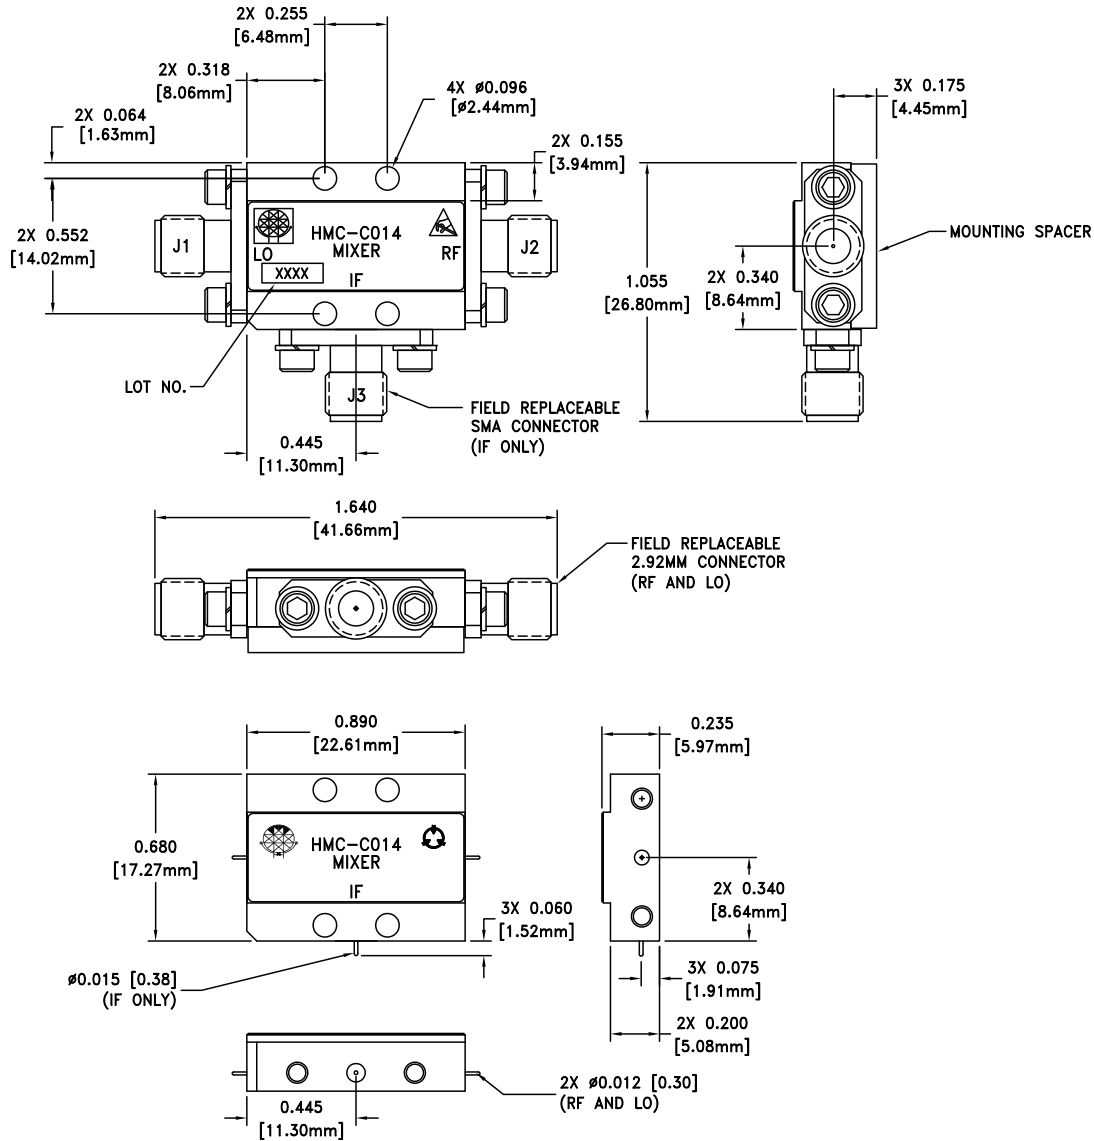 2X 0.255
[6.48mm]
2X 0.318
[8.06mm]
4X ø0.096
[ø2.44mm]
3X 0.175
[4.45mm]
2X 0.064
[1.63mm]
2X 0.155
[3.94mm]
2X 0.552
[14.02mm]
J1
HMC-C014
MIXER
LO
RF
XXXX
IF
J2
MOUNTING SPACER
1.055
[26.80mm]
2X 0.340
[8.64mm]
LOT NO.
J3
FIELD REPLACEABLE
SMA CONNECTOR
(IF ONLY)
0.445
[11.30mm]
1.640
[41.66mm]
FIELD REPLACEABLE
2.92MM CONNECTOR
(RF AND LO)
0.890
[22.61mm]
0.235
[5.97mm]
0.680
[17.27mm]
HMC-C014
MIXER
IF
3X 0.060
[1.52mm]
2X 0.340
[8.64mm]
ø0.015 [0.38]
(IF ONLY)
3X 0.075
[1.91mm]
2X 0.200
[5.08mm]
2X ø0.012 [0.30]
(RF AND LO)
0.445
[11.30mm]